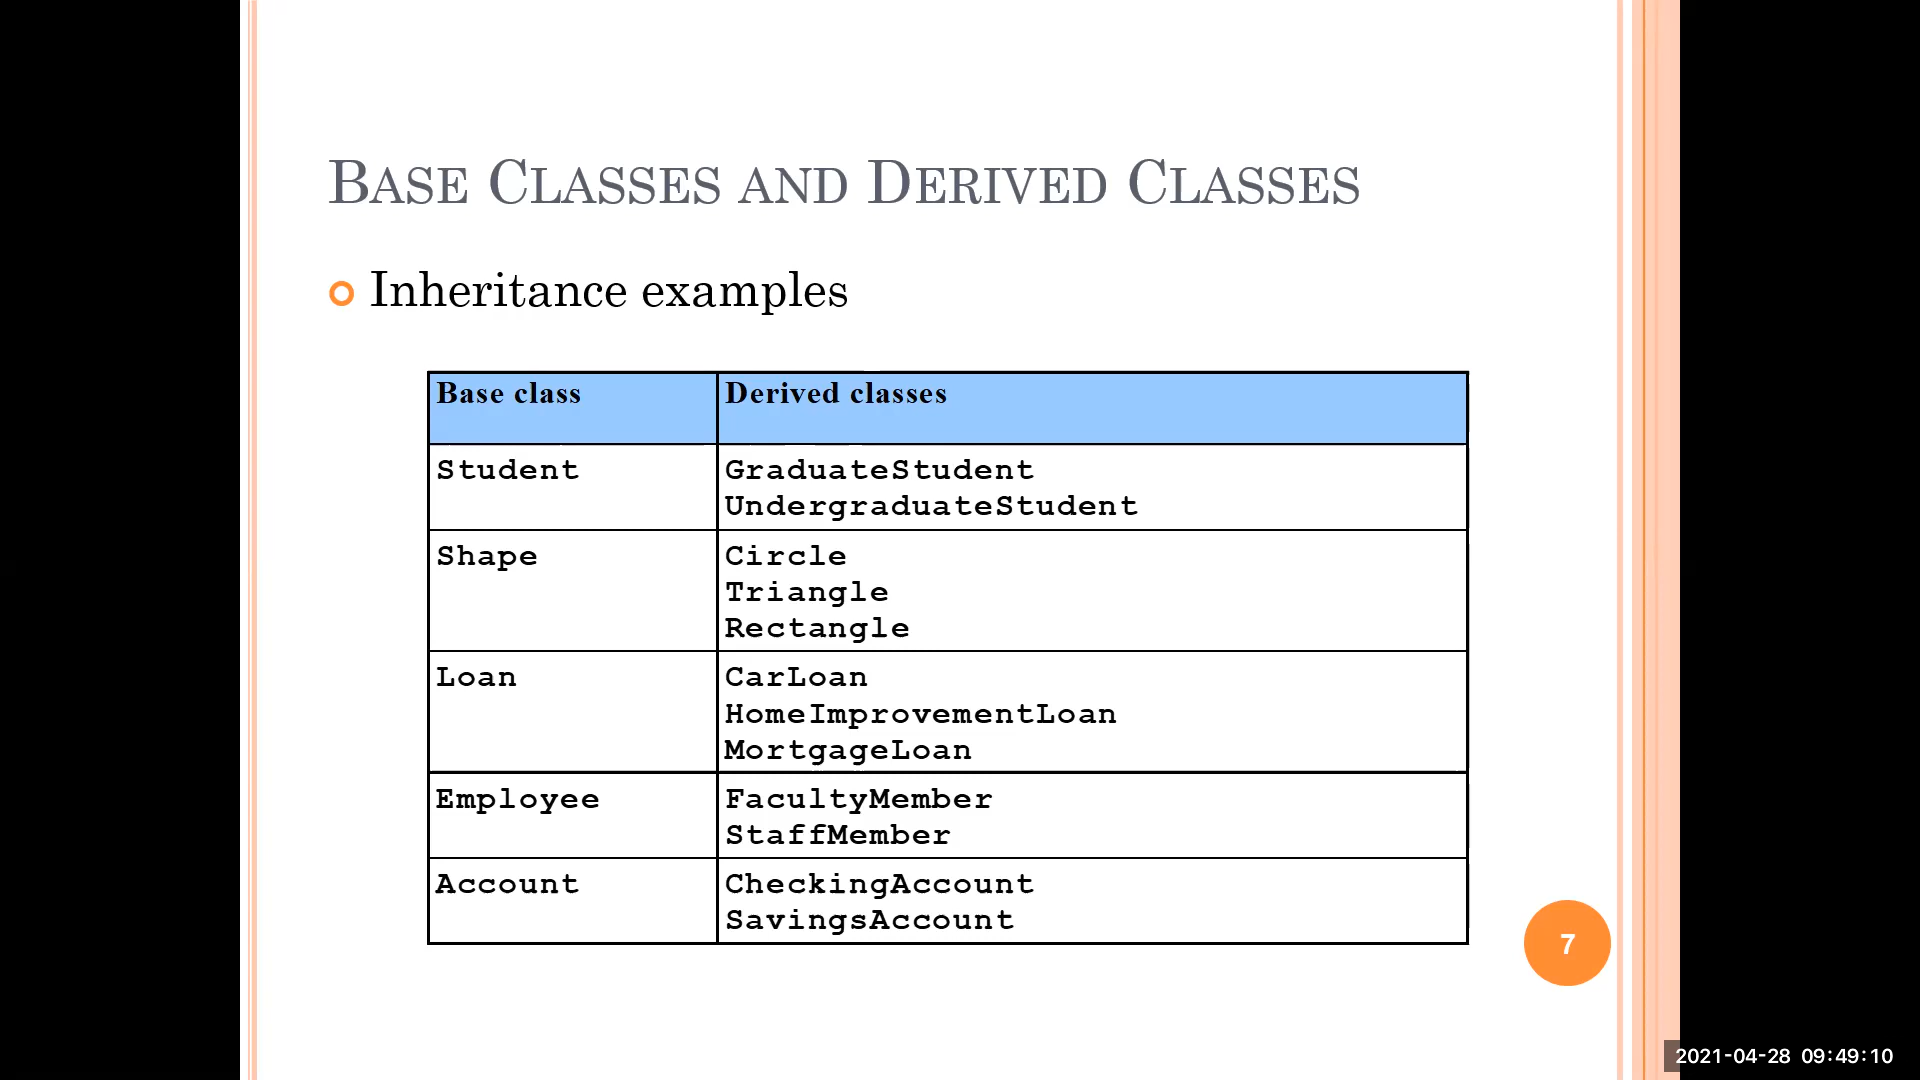 BASE CLASSES AND DERIVED CLASSES
Inheritance examples
Base class Derived classes
Student GraduateStudent
UndergraduateStudent
Shape Circle
Triangle
Rectangle
Loan CarLoan
HomeImprovementLoan
MortgageLoan
Employee FacultyMember
StaffMember
Account CheckingAccount
SavingsAccount
7
2021-04-28 09:49:10